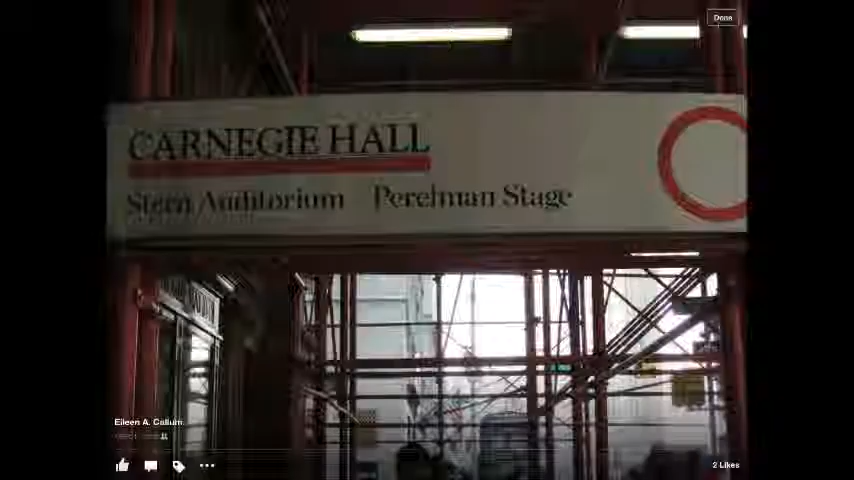 Done
CARNEGIE HALL
Stern Auditorium Perelman Stage
Eileen A. Callum
2 Likes